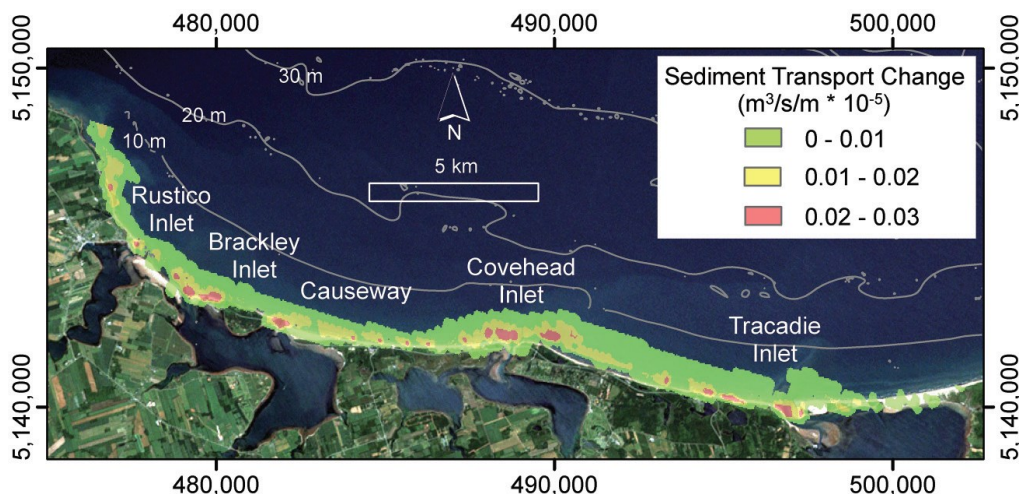 480,000
490,000
500,000
5,150,000
5,150,000
30 m
20 m
10 m
N
5 km
Sediment Transport Change
(m³/s/m * 10⁻⁵)
0 - 0.01
0.01 - 0.02
0.02 - 0.03
Rustico
Inlet
Brackley
Inlet
Causeway
Covehead
Inlet
Tracadie
Inlet
5,140,000
5,140,000
480,000
490,000
500,000